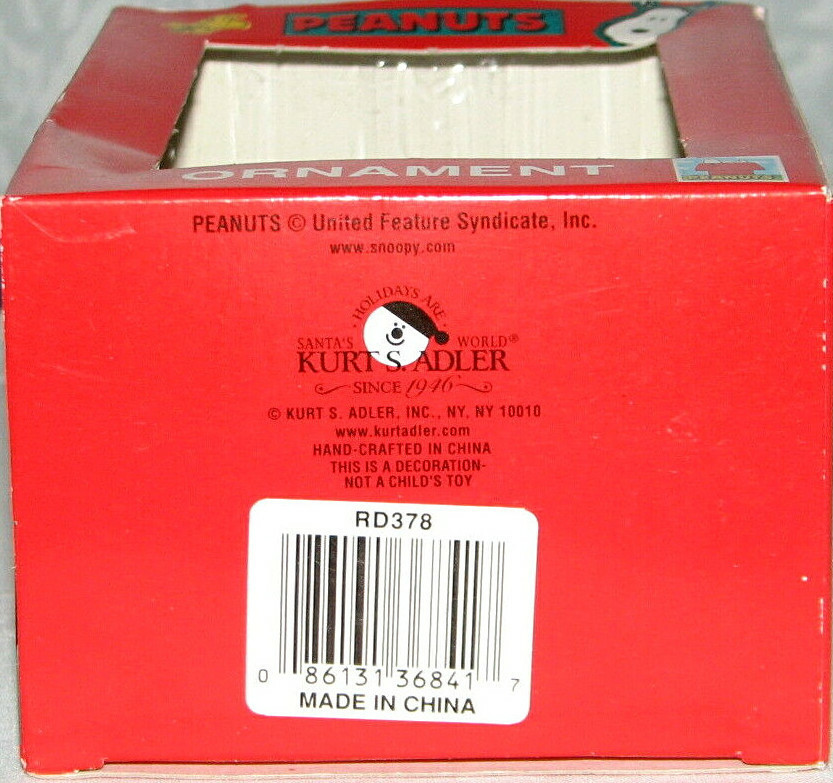 PEANUTS
ORNAMENT
PEANUTS
PEANUTS © United Feature Syndicate, Inc.
www.snoopy.com
· HOLIDAYS ARE ·
SANTA'S WORLD®
KURT S. ADLER
SINCE 1946
© KURT S. ADLER, INC., NY, NY 10010
www.kurtadler.com
HAND-CRAFTED IN CHINA
THIS IS A DECORATION-
NOT A CHILD'S TOY
RD378
0 86131 36841 7
MADE IN CHINA